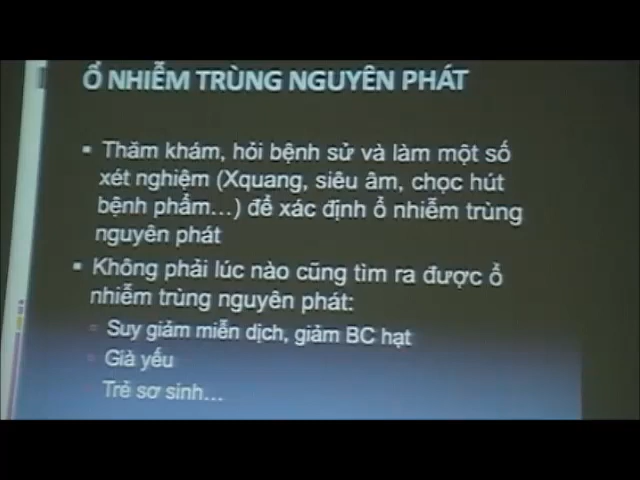 Ổ NHIỄM TRÙNG NGUYÊN PHÁT
▪ Thăm khám, hỏi bệnh sử và làm một số
xét nghiệm (Xquang, siêu âm, chọc hút
bệnh phẩm...) để xác định ổ nhiễm trùng
nguyên phát
▪ Không phải lúc nào cũng tìm ra được ổ
nhiễm trùng nguyên phát:
▫ Suy giảm miễn dịch, giảm BC hạt
▫ Già yếu
Trẻ sơ sinh...